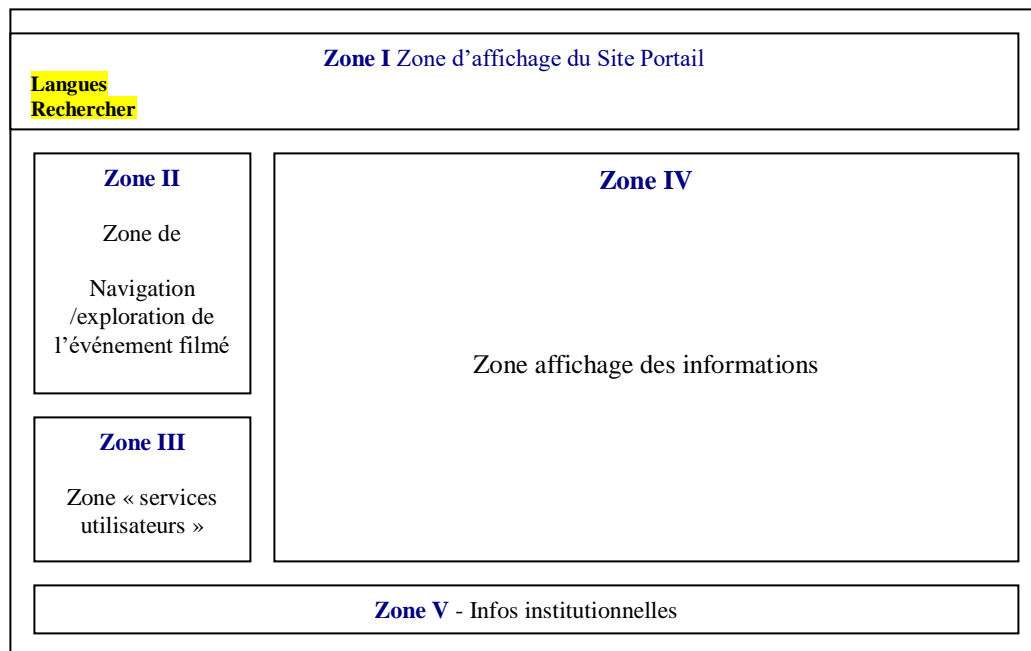 Zone I Zone d’affichage du Site Portail
Langues
Rechercher
Zone II
Zone de
Navigation
/exploration de
l’événement filmé
Zone III
Zone « services
utilisateurs »
Zone IV
Zone affichage des informations
Zone V - Infos institutionnelles